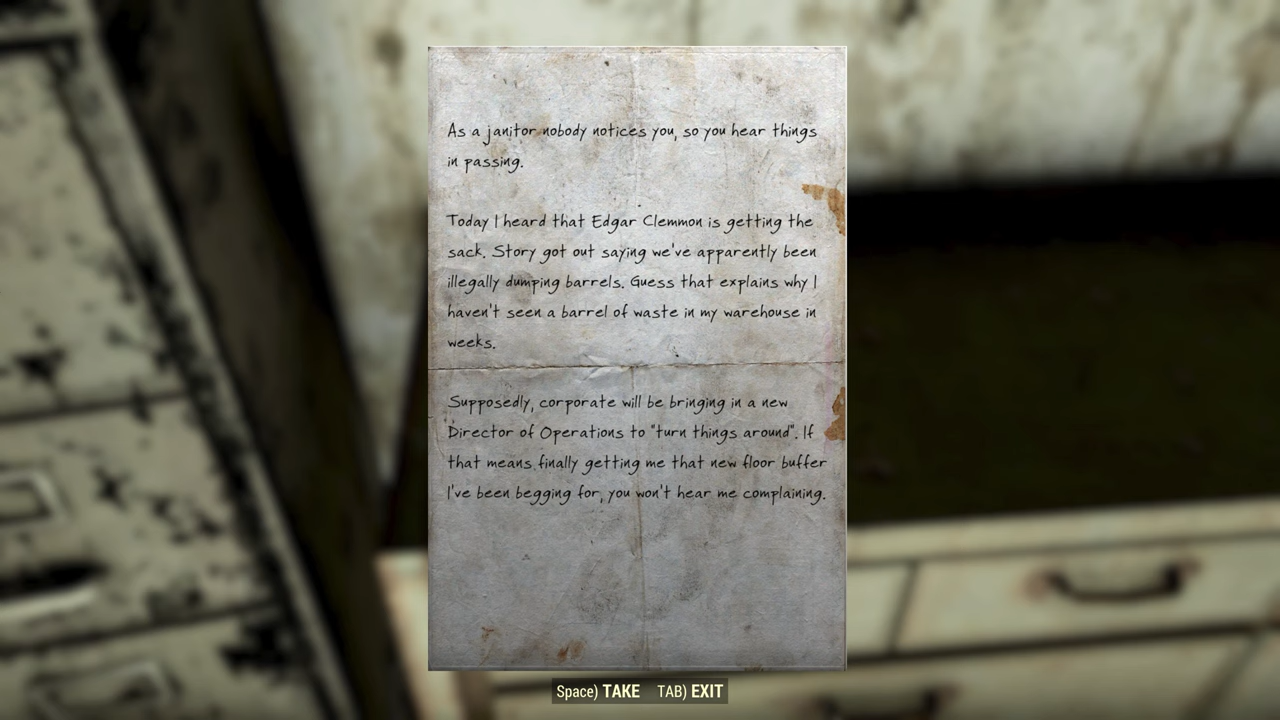 As a janitor nobody notices you, so you hear things
in passing.
Today I heard that Edgar Clemmon is getting the
sack. Story got out saying we've apparently been
illegally dumping barrels. Guess that explains why I
haven't seen a barrel of waste in my warehouse in
weeks.
Supposedly, corporate will be bringing in a new
Director of Operations to "turn things around". If
that means finally getting me that new floor buffer
I've been begging for, you won't hear me complaining.
Space) TAKE TAB) EXIT